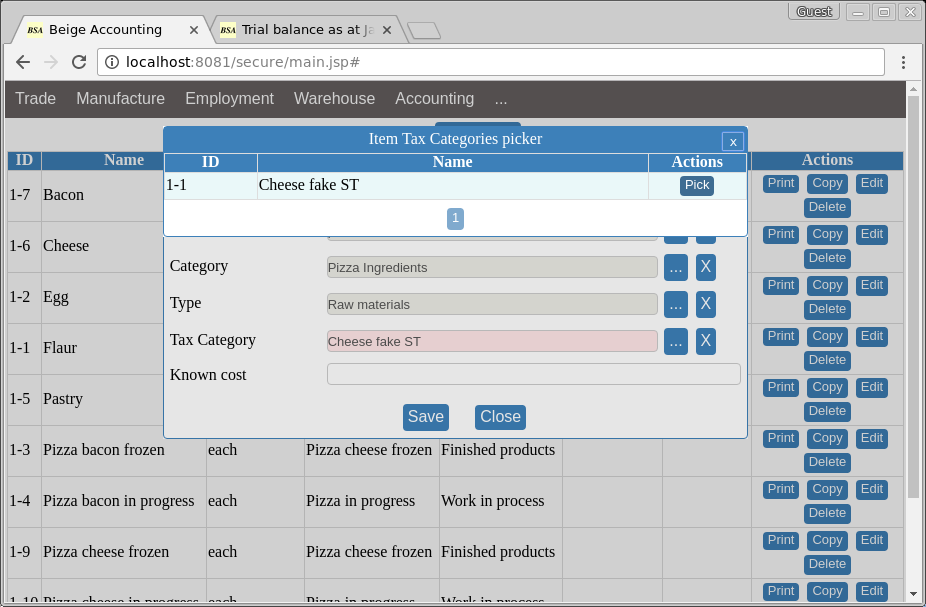 Guest
BSA Beige Accounting
BSA Trial balance as at Ja
localhost:8081/secure/main.jsp#
Trade Manufacture Employment Warehouse Accounting ...
Item Tax Categories picker x
ID Name Actions
ID Name Actions
1-1 Cheese fake ST Pick
1
1-7 Bacon Print Copy Edit
Delete
1-6 Cheese Print Copy Edit
Delete
Category Pizza Ingredients ... X
1-2 Egg Print Copy Edit
Delete
Type Raw materials ... X
1-1 Flaur Print Copy Edit
Delete
Tax Category Cheese fake ST ... X
Known cost
1-5 Pastry Print Copy Edit
Delete
Save Close
1-3 Pizza bacon frozen each Pizza cheese frozen Finished products Print Copy Edit
Delete
1-4 Pizza bacon in progress each Pizza in progress Work in process Print Copy Edit
Delete
1-9 Pizza cheese frozen each Pizza cheese frozen Finished products Print Copy Edit
Delete
1-10 Pizza cheese in progress each Pizza in progress Work in process Print Copy Edit